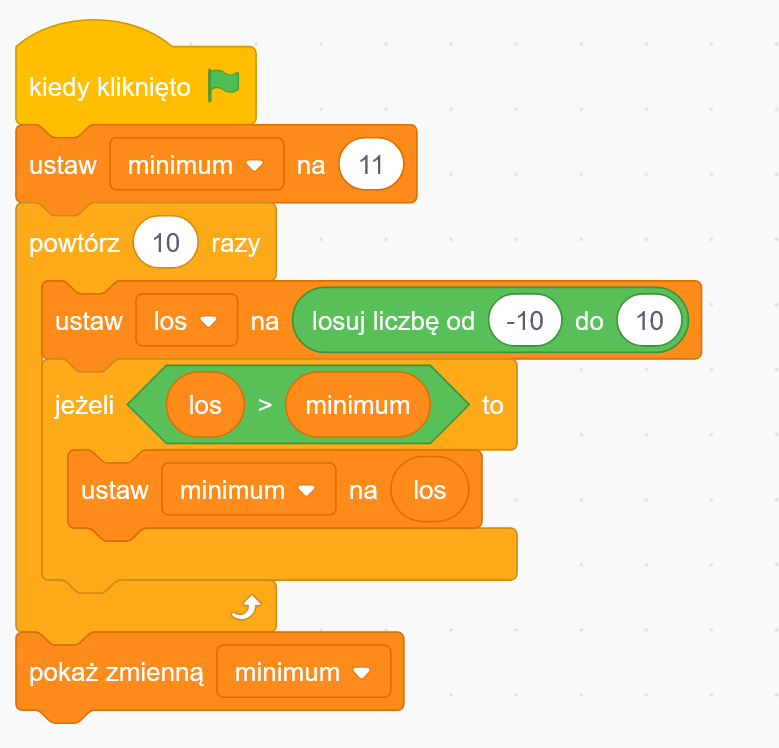 kiedy kliknięto
ustaw minimum na 11
powtórz 10 razy
ustaw los na losuj liczbę od -10 do 10
jeżeli los > minimum to
ustaw minimum na los
pokaż zmienną minimum